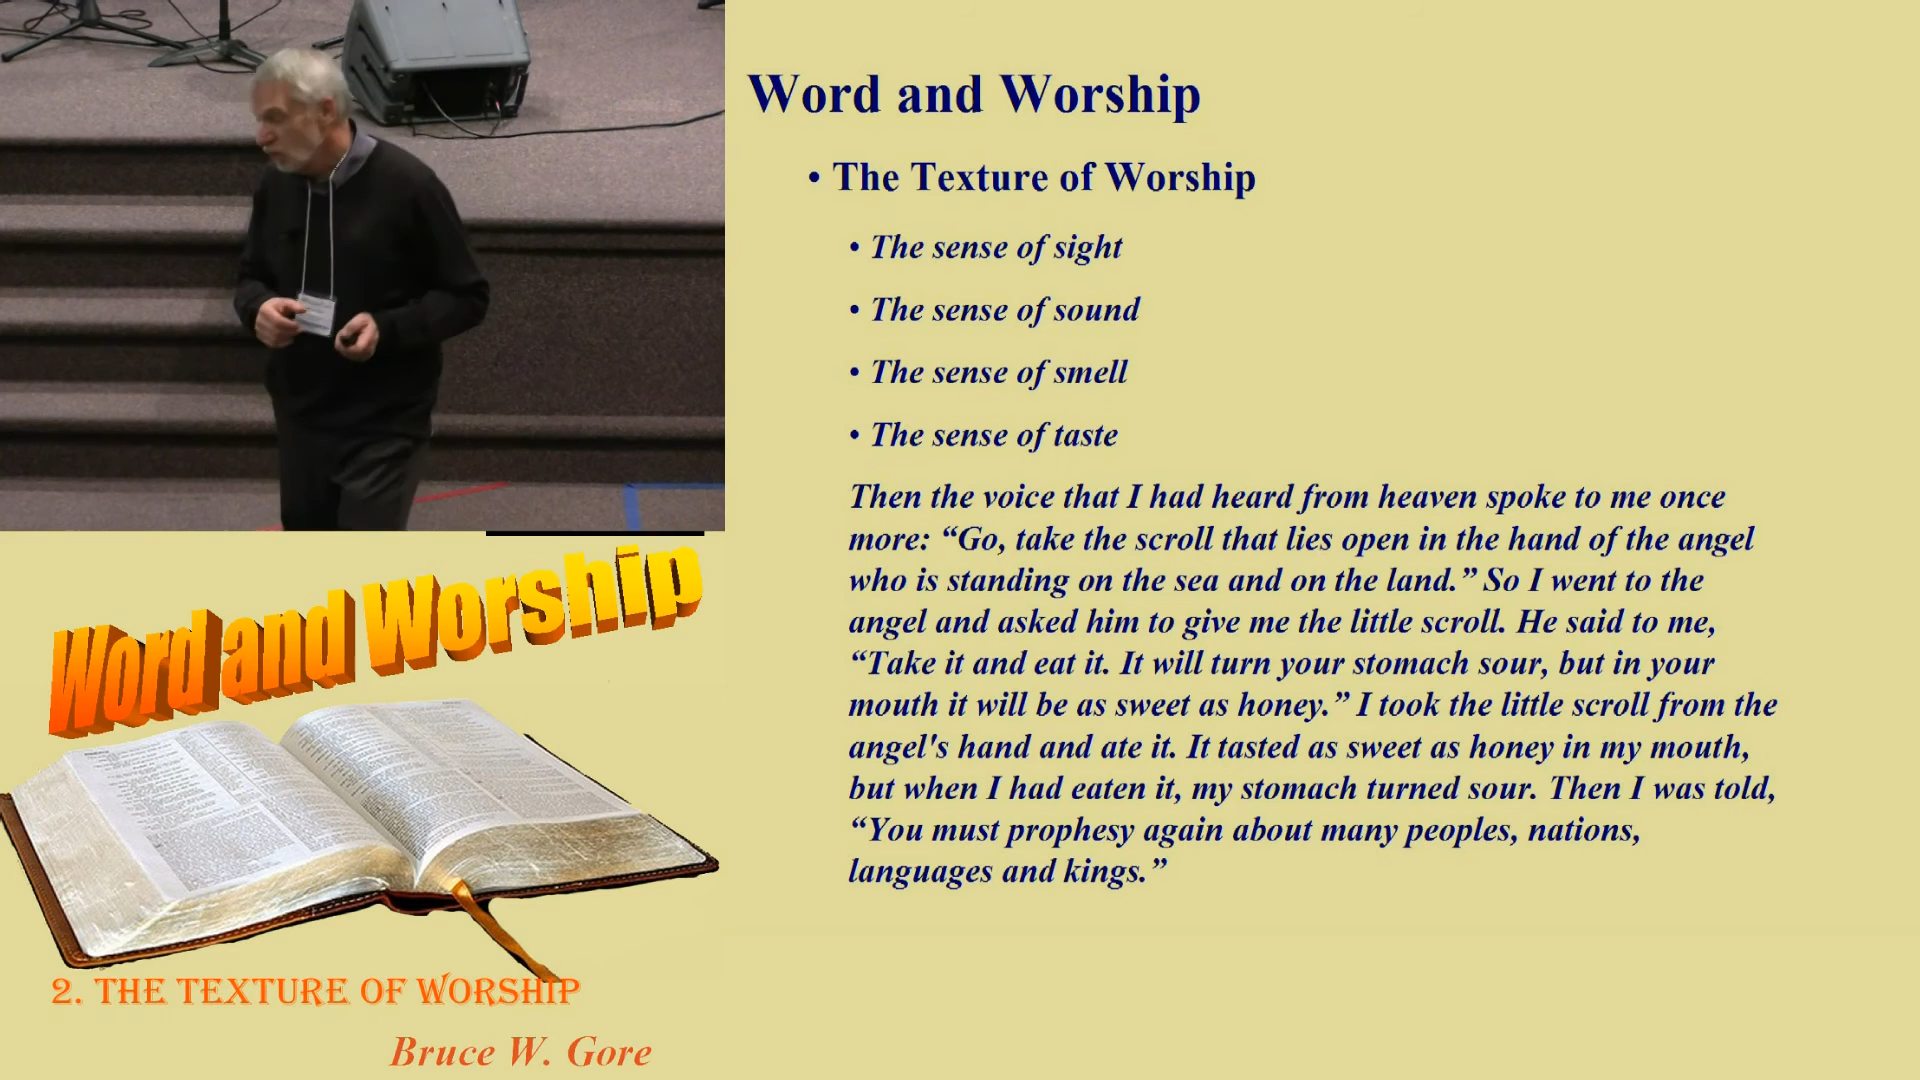 Word and Worship
• The Texture of Worship
• The sense of sight
• The sense of sound
• The sense of smell
• The sense of taste
Then the voice that I had heard from heaven spoke to me once
more: “Go, take the scroll that lies open in the hand of the angel
who is standing on the sea and on the land.” So I went to the
angel and asked him to give me the little scroll. He said to me,
“Take it and eat it. It will turn your stomach sour, but in your
mouth it will be as sweet as honey.” I took the little scroll from the
angel's hand and ate it. It tasted as sweet as honey in my mouth,
but when I had eaten it, my stomach turned sour. Then I was told,
“You must prophesy again about many peoples, nations,
languages and kings.”
Word and Worship
2. The Texture of Worship
Bruce W. Gore